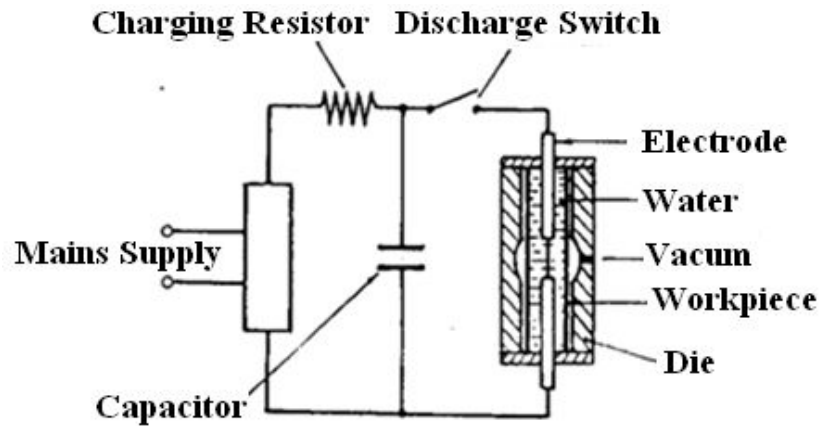 Charging Resistor
Discharge Switch
Electrode
Water
Mains Supply
Vacum
Workpiece
Die
Capacitor